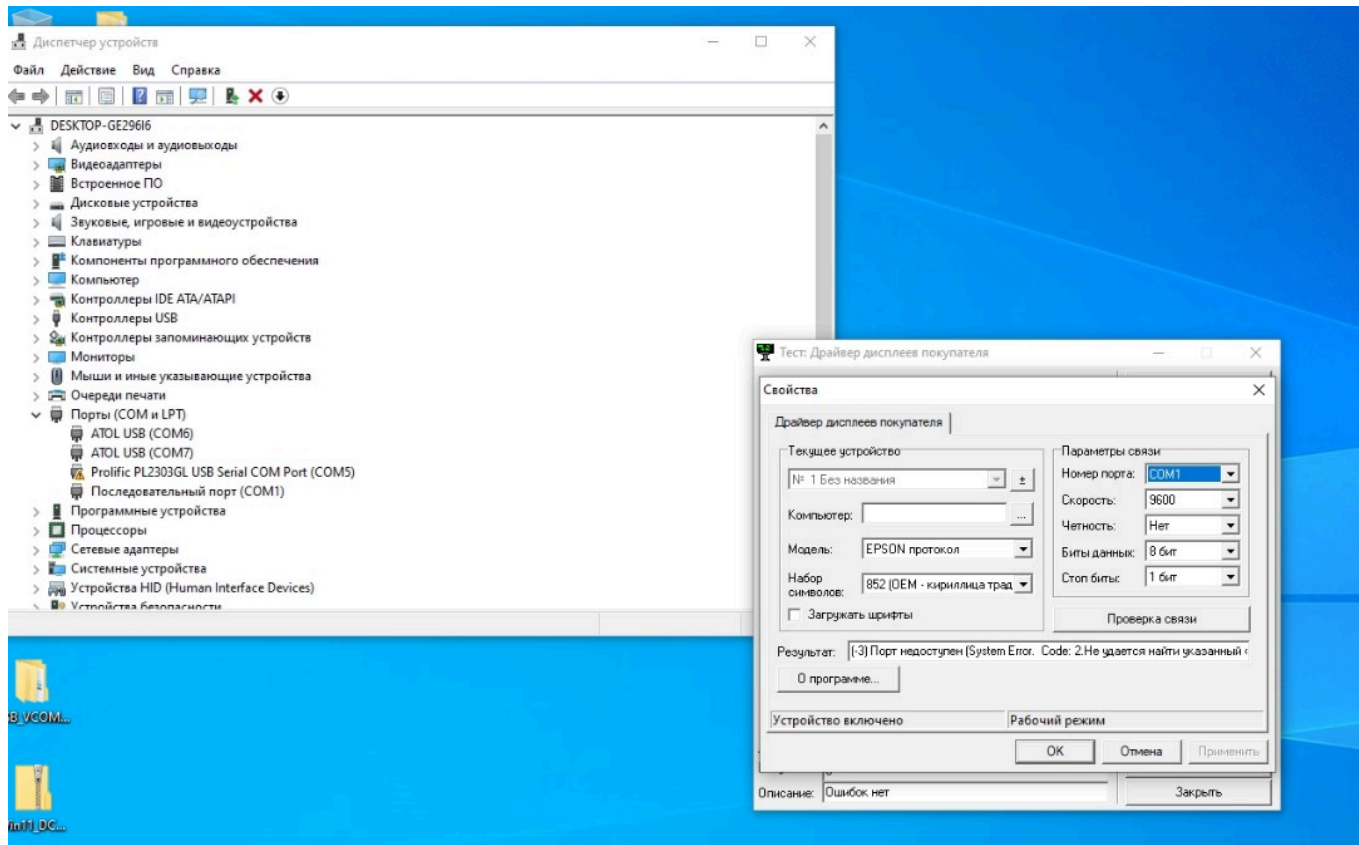 Диспетчер устройств
Файл Действие Вид Справка
DESKTOP-GE296I6
Аудиовходы и аудиовыходы
Видеоадаптеры
Встроенное ПО
Дисковые устройства
Звуковые, игровые и видеоустройства
Клавиатуры
Компоненты программного обеспечения
Компьютер
Контроллеры IDE ATA/ATAPI
Контроллеры USB
Контроллеры запоминающих устройств
Мониторы
Мыши и иные указывающие устройства
Очереди печати
Порты (COM и LPT)
ATOL USB (COM6)
ATOL USB (COM7)
Prolific PL2303GL USB Serial COM Port (COM5)
Последовательный порт (COM1)
Программные устройства
Процессоры
Сетевые адаптеры
Системные устройства
Устройства HID (Human Interface Devices)
Устройства безопасности
Тест: Драйвер дисплеев покупателя
Свойства
Драйвер дисплеев покупателя
Текущее устройство
№ 1 Без названия
Компьютер: ...
Модель: EPSON протокол
Набор символов: 852 (OEM - кириллица трад
Загружать шрифты
Параметры связи
Номер порта: COM1
Скорость: 9600
Четность: Нет
Биты данных: 8 бит
Стоп биты: 1 бит
Проверка связи
Результат: (-3) Порт недоступен (System Error. Code: 2.Не удается найти указанный
О программе...
Устройство включено Рабочий режим
OK Отмена Применить
Описание: Ошибок нет Закрыть